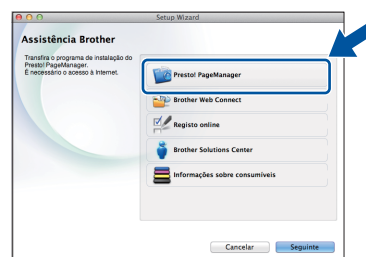 Setup Wizard
Assistência Brother
Transfira o programa de instalação do
Presto! PageManager.
É necessário o acesso à Internet.
Presto! PageManager
Brother Web Connect
Registo online
Brother Solutions Center
Informações sobre consumíveis
Cancelar
Seguinte